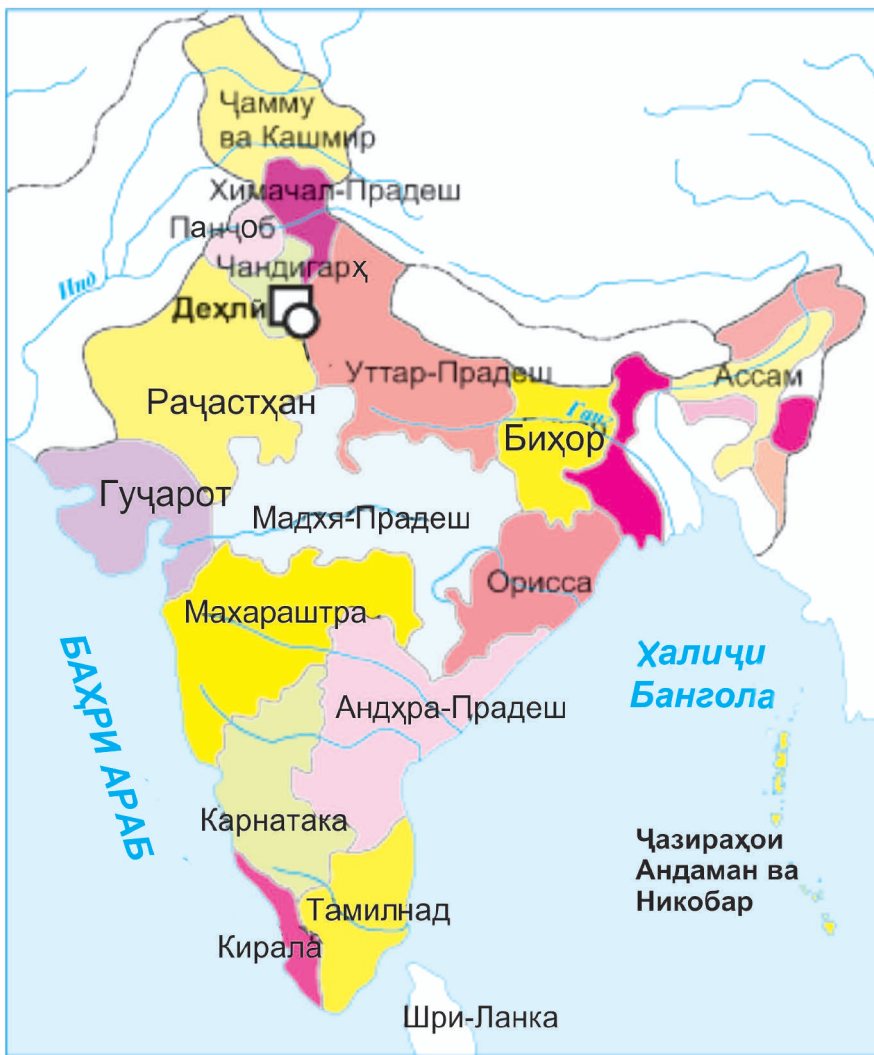 Ҷамму
ва Кашмир
Химачал-Прадеш
Панҷоб
Чандигарҳ
Инд
Деҳлӣ
Уттар-Прадеш
Ассам
Раҷастҳан
Ганг
Биҳор
Гуҷарот
Мадхя-Прадеш
Орисса
Махараштра
БАҲРИ АРАБ
Ҳалиҷи
Бангола
Андҳра-Прадеш
Карнатака
Ҷазираҳои
Андаман ва
Никобар
Тамилнад
Кирала
Шри-Ланка